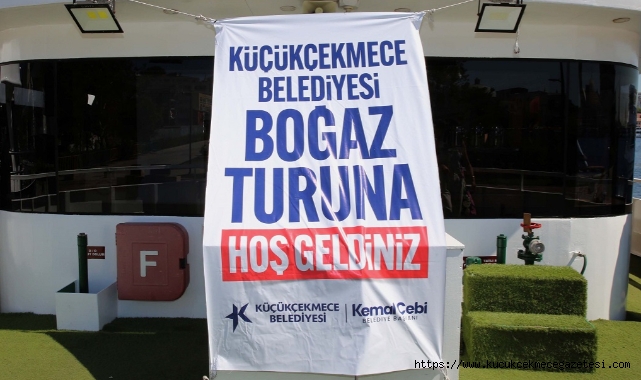 KÜÇÜKÇEKMECE
BELEDİYESİ
BOĞAZ
TURUNA
HOŞ GELDİNİZ
KÜÇÜKÇEKMECE
BELEDİYESİ
Kemal Çebi
BELEDİYE BAŞKANI
F
https://www.kucukcekmecegazetesi.com/